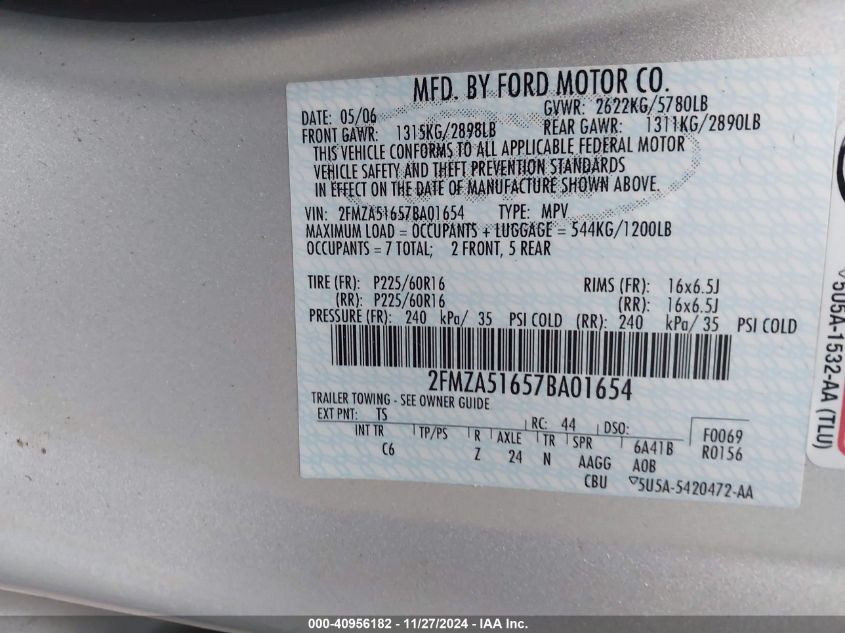 MFD. BY FORD MOTOR CO.
DATE: 05/06 GVWR: 2622KG/5780LB
FRONT GAWR: 1315KG/2898LB REAR GAWR: 1311KG/2890LB
THIS VEHICLE CONFORMS TO ALL APPLICABLE FEDERAL MOTOR
VEHICLE SAFETY AND THEFT PREVENTION STANDARDS
IN EFFECT ON THE DATE OF MANUFACTURE SHOWN ABOVE.
VIN: 2FMZA51657BA01654 TYPE: MPV
MAXIMUM LOAD = OCCUPANTS + LUGGAGE = 544KG/1200LB
OCCUPANTS = 7 TOTAL; 2 FRONT, 5 REAR
TIRE (FR): P225/60R16 RIMS (FR): 16x6.5J
(RR): P225/60R16 (RR): 16x6.5J
PRESSURE (FR): 240 kPa/ 35 PSI COLD (RR): 240 kPa/ 35 PSI COLD
2FMZA51657BA01654
TRAILER TOWING - SEE OWNER GUIDE
EXT PNT: TS RC: 44 DSO: F0069
INT TR TP/PS R AXLE TR SPR 6A41B R0156
C6 Z 24 N AAGG A0B
CBU ▽5U5A-5420472-AA
▽5U5A-1532-AA (TLU)
000-40956182 - 11/27/2024 - IAA Inc.